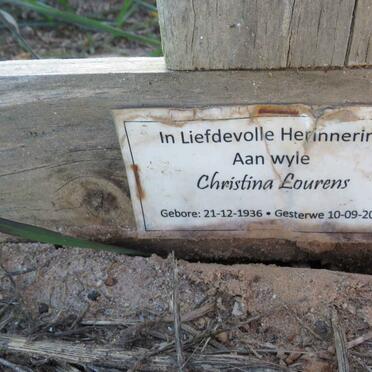 In Liefdevolle Herinnerin
Aan wyle
Christina Lourens
Gebore: 21-12-1936 • Gesterwe 10-09-20